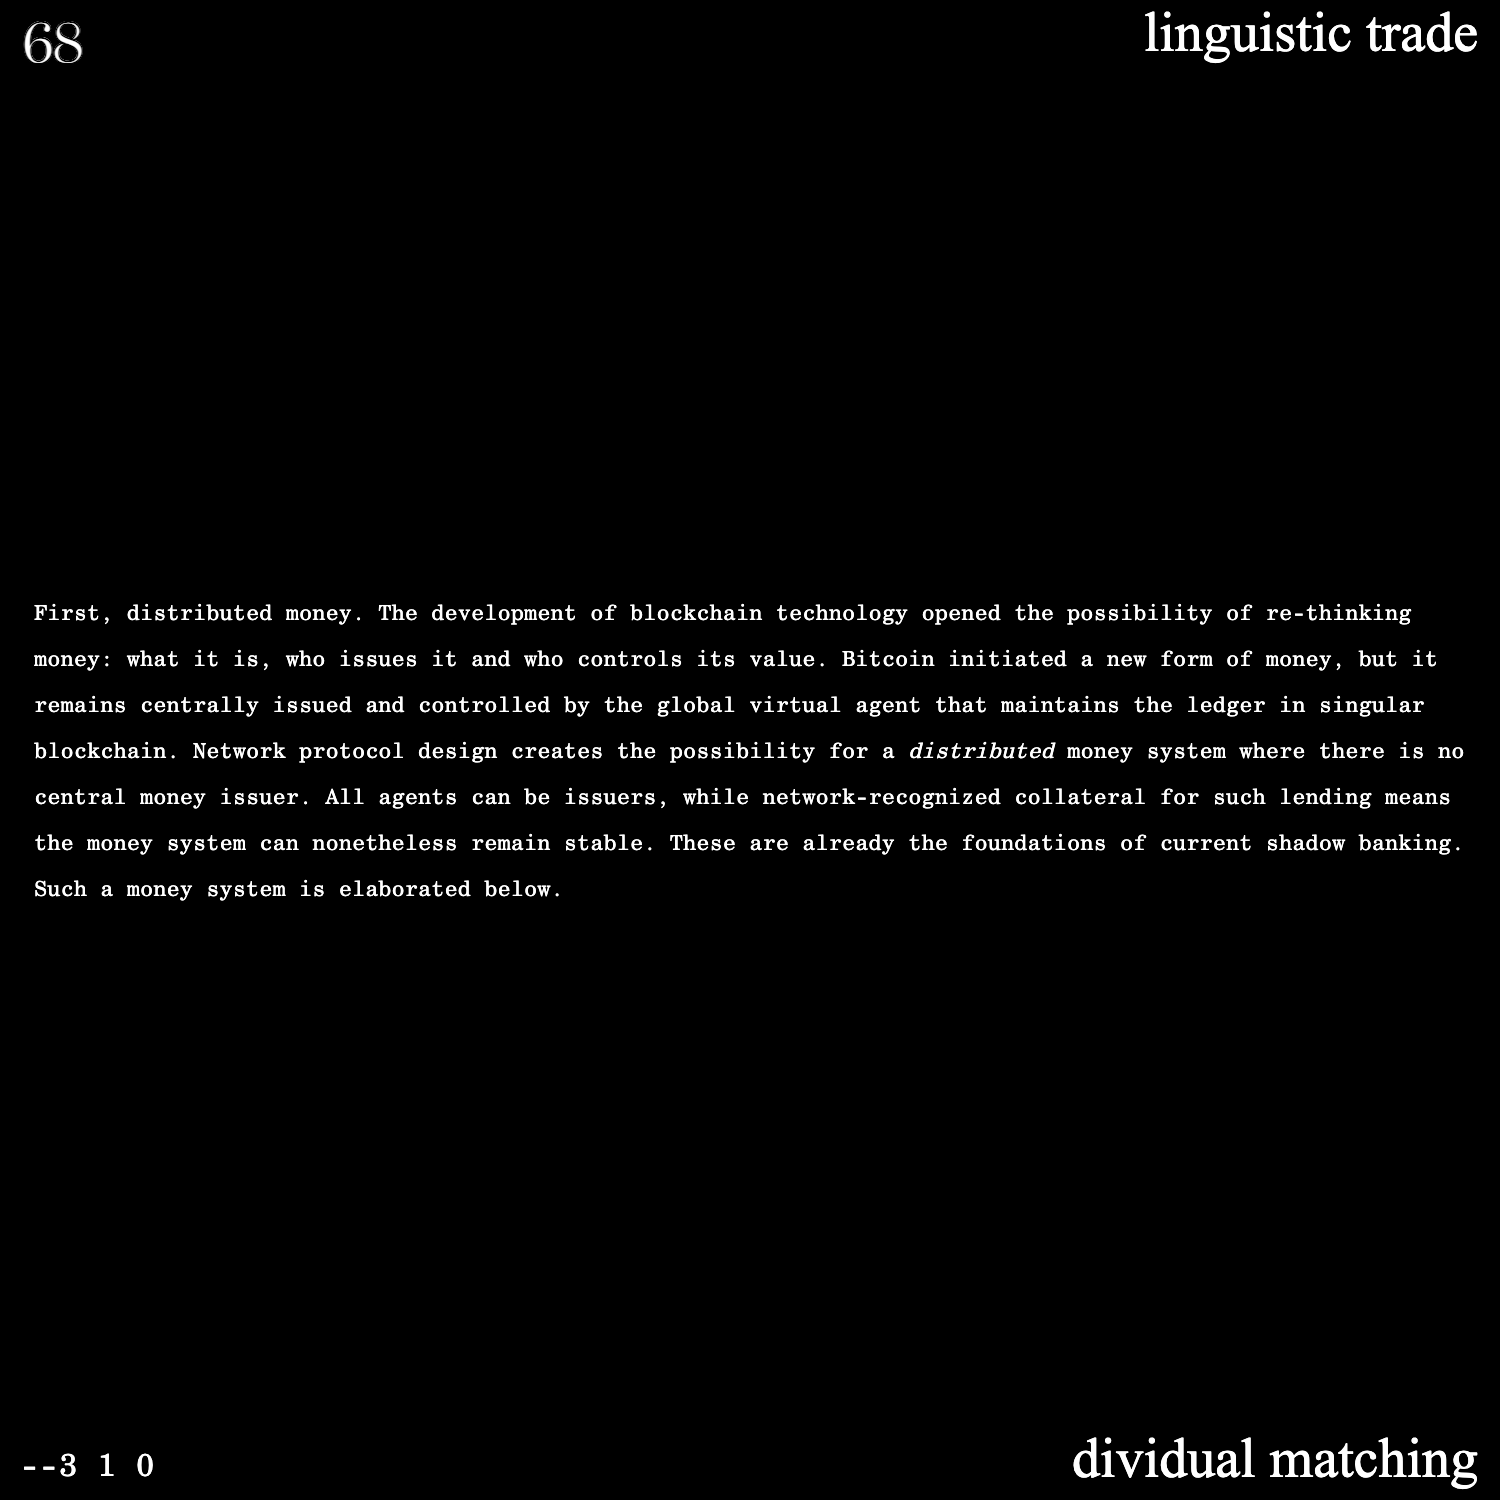 68
linguistic trade
First, distributed money. The development of blockchain technology opened the possibility of re-thinking
money: what it is, who issues it and who controls its value. Bitcoin initiated a new form of money, but it
remains centrally issued and controlled by the global virtual agent that maintains the ledger in singular
blockchain. Network protocol design creates the possibility for a distributed money system where there is no
central money issuer. All agents can be issuers, while network-recognized collateral for such lending means
the money system can nonetheless remain stable. These are already the foundations of current shadow banking.
Such a money system is elaborated below.
--3 1 0
dividual matching